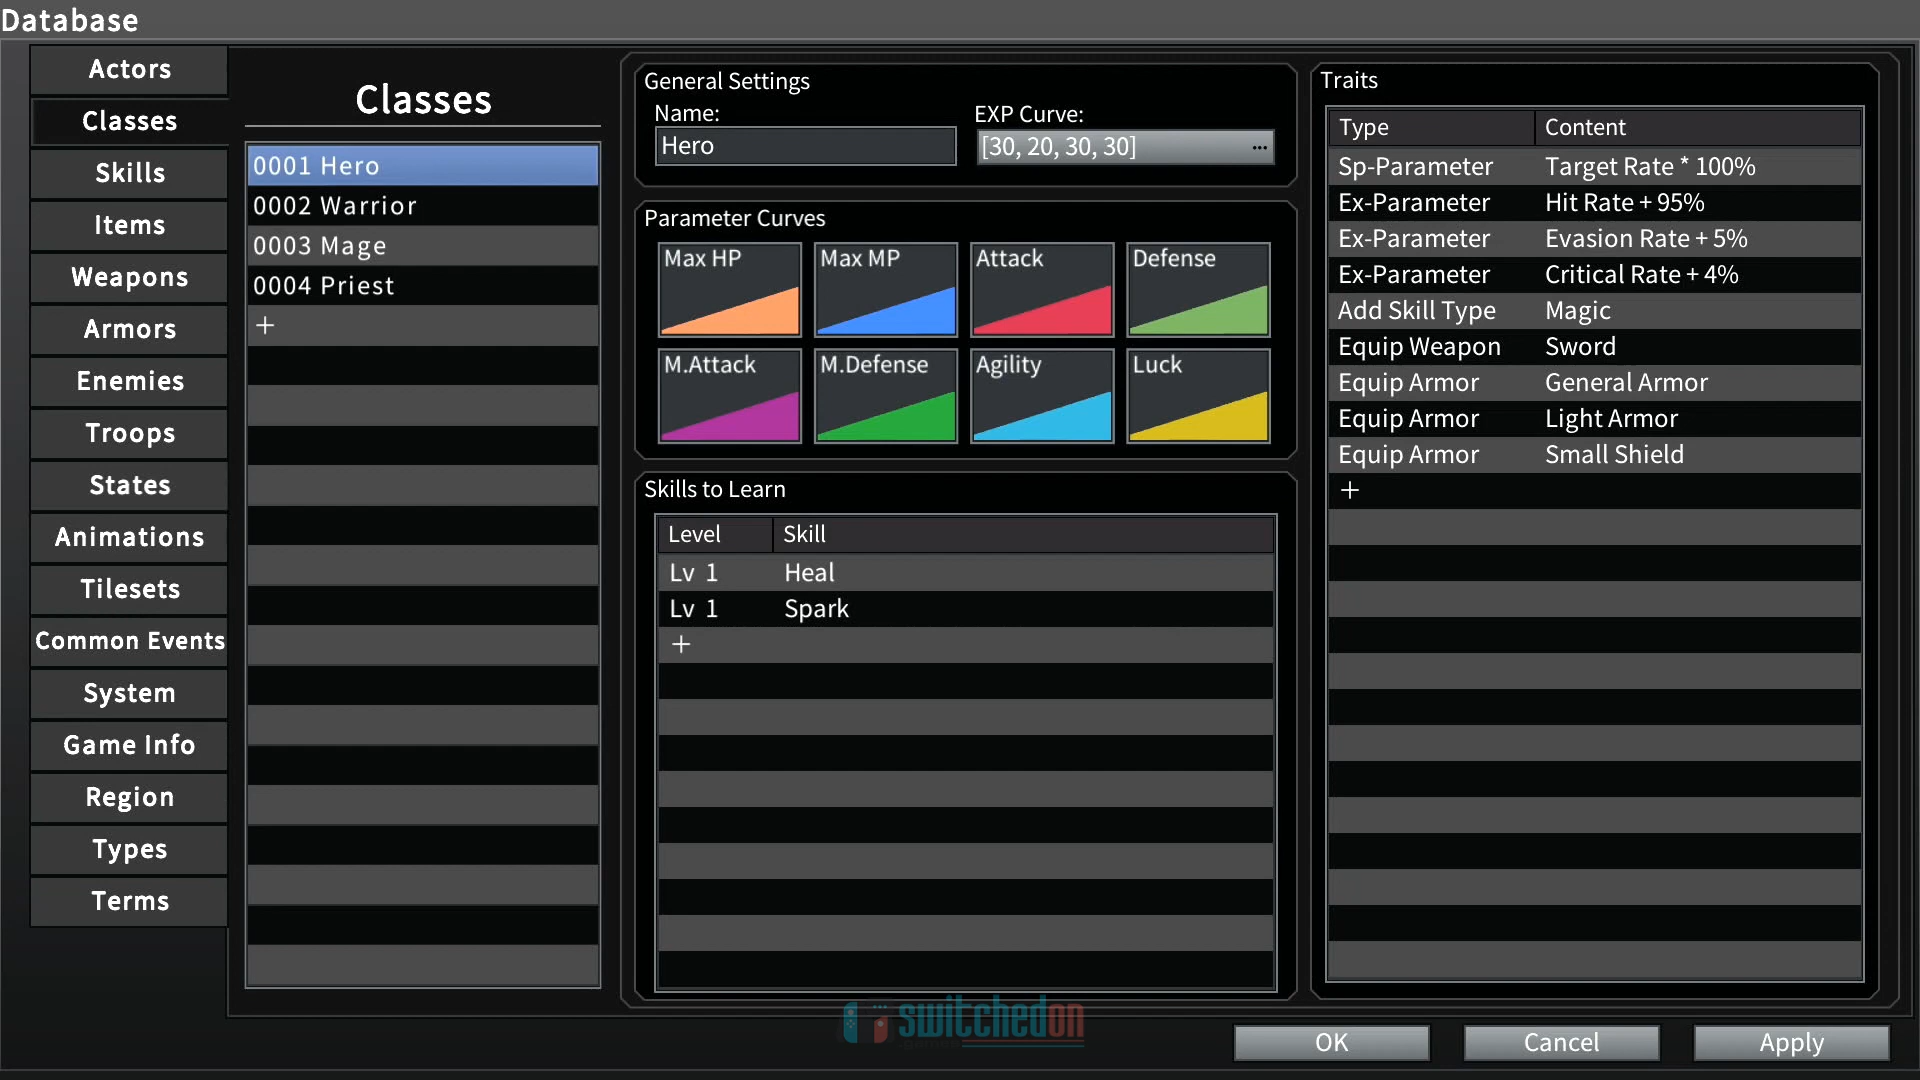 Database
Actors
Classes
Skills
Items
Weapons
Armors
Enemies
Troops
States
Animations
Tilesets
Common Events
System
Game Info
Region
Types
Terms
Classes
0001 Hero
0002 Warrior
0003 Mage
0004 Priest
+
General Settings
Name:
Hero
EXP Curve:
[30, 20, 30, 30] ...
Parameter Curves
Max HP
Max MP
Attack
Defense
M.Attack
M.Defense
Agility
Luck
Skills to Learn
Level Skill
Lv 1 Heal
Lv 1 Spark
+
Traits
Type Content
Sp-Parameter Target Rate * 100%
Ex-Parameter Hit Rate + 95%
Ex-Parameter Evasion Rate + 5%
Ex-Parameter Critical Rate + 4%
Add Skill Type Magic
Equip Weapon Sword
Equip Armor General Armor
Equip Armor Light Armor
Equip Armor Small Shield
+
switchedon
OK
Cancel
Apply